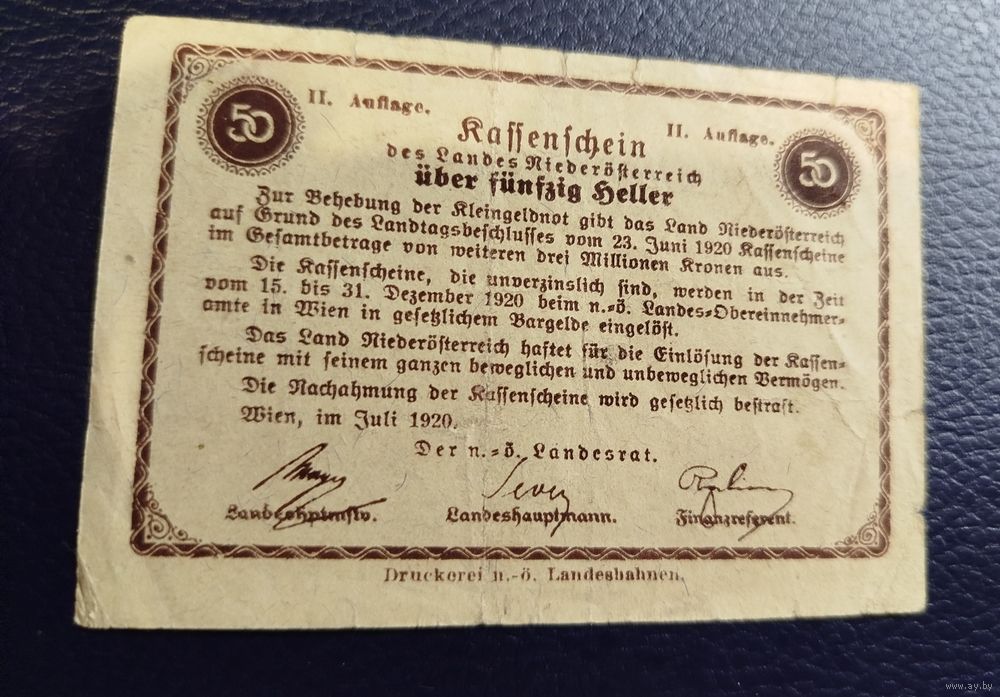 II. Auflage.
II. Auflage.
50
50
Kassenschein
des Landes Niederösterreich
über fünfzig Heller
Zur Behebung der Kleingeldnot gibt das Land Niederösterreich
auf Grund des Landtagsbeschlusses vom 23. Juni 1920 Kassenscheine
im Gesamtbetrage von weiteren drei Millionen Kronen aus.
Die Kassenscheine, die unverzinslich sind, werden in der Zeit
vom 15. bis 31. Dezember 1920 beim n.=ö. Landes=Obereinnehmer=
amte in Wien in gesetzlichem Bargelde eingelöst.
Das Land Niederösterreich haftet für die Einlösung der Kassen=
scheine mit seinem ganzen beweglichen und unbeweglichen Vermögen.
Die Nachahmung der Kassenscheine wird gesetzlich bestraft.
Wien, im Juli 1920.
Der n.=ö. Landesrat.
Landeshptmstv.
Landeshauptmann.
Finanzreferent.
Druckerei n.-ö. Landesbahnen.
www.ay.by